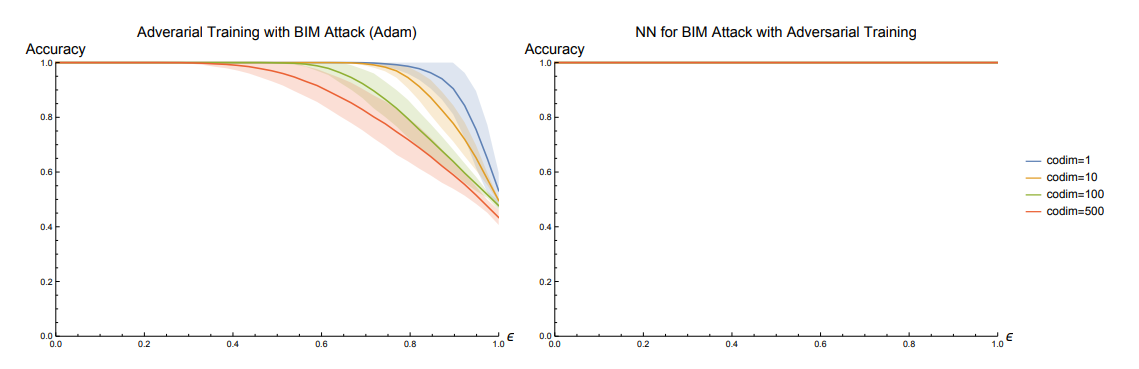 Adverarial Training with BIM Attack (Adam)
Accuracy
1.0
0.8
0.6
0.4
0.2
0.0
0.0 0.2 0.4 0.6 0.8 1.0 ϵ
NN for BIM Attack with Adversarial Training
Accuracy
1.0
0.8
0.6
0.4
0.2
0.0
0.0 0.2 0.4 0.6 0.8 1.0 ϵ
codim=1
codim=10
codim=100
codim=500